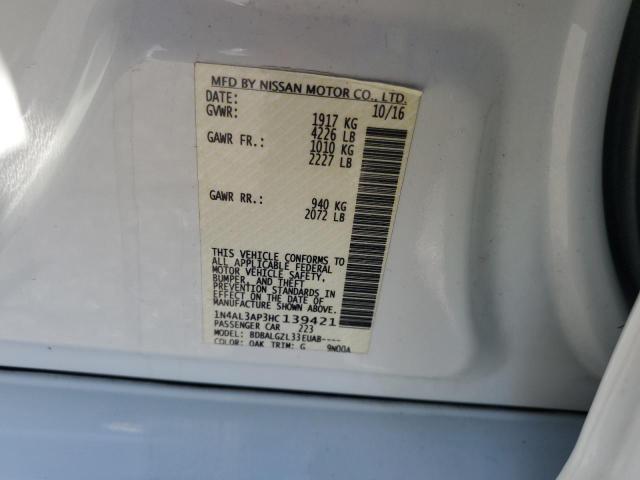 MFD BY NISSAN MOTOR CO., LTD.
DATE: 10/16
GVWR: 1917 KG
4226 LB
GAWR FR.: 1010 KG
2227 LB
GAWR RR.: 940 KG
2072 LB
THIS VEHICLE CONFORMS TO
ALL APPLICABLE FEDERAL
MOTOR VEHICLE SAFETY,
BUMPER, AND THEFT
PREVENTION STANDARDS IN
EFFECT ON THE DATE OF
MANUFACTURE SHOWN ABOVE.
1N4AL3AP3HC139421
PASSENGER CAR 223
MODEL: BDBALGZL33EUAB----
COLOR: QAK TRIM: G 9N00A